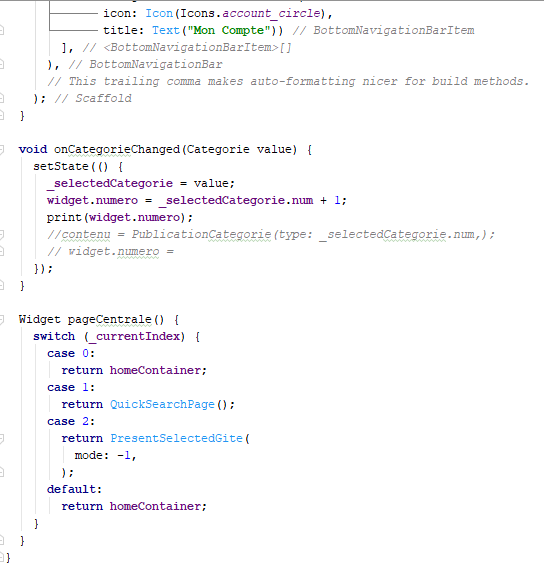 icon: Icon(Icons.account_circle),
title: Text("Mon Compte")) // BottomNavigationBarItem
], // <BottomNavigationBarItem>[]
), // BottomNavigationBar
// This trailing comma makes auto-formatting nicer for build methods.
); // Scaffold
}
void onCategorieChanged(Categorie value) {
setState(() {
_selectedCategorie = value;
widget.numero = _selectedCategorie.num + 1;
print(widget.numero);
//contenu = PublicationCategorie(type: _selectedCategorie.num,);
// widget.numero =
});
}
Widget pageCentrale() {
switch (_currentIndex) {
case 0:
return homeContainer;
case 1:
return QuickSearchPage();
case 2:
return PresentSelectedGite(
mode: -1,
);
default:
return homeContainer;
}
}
}